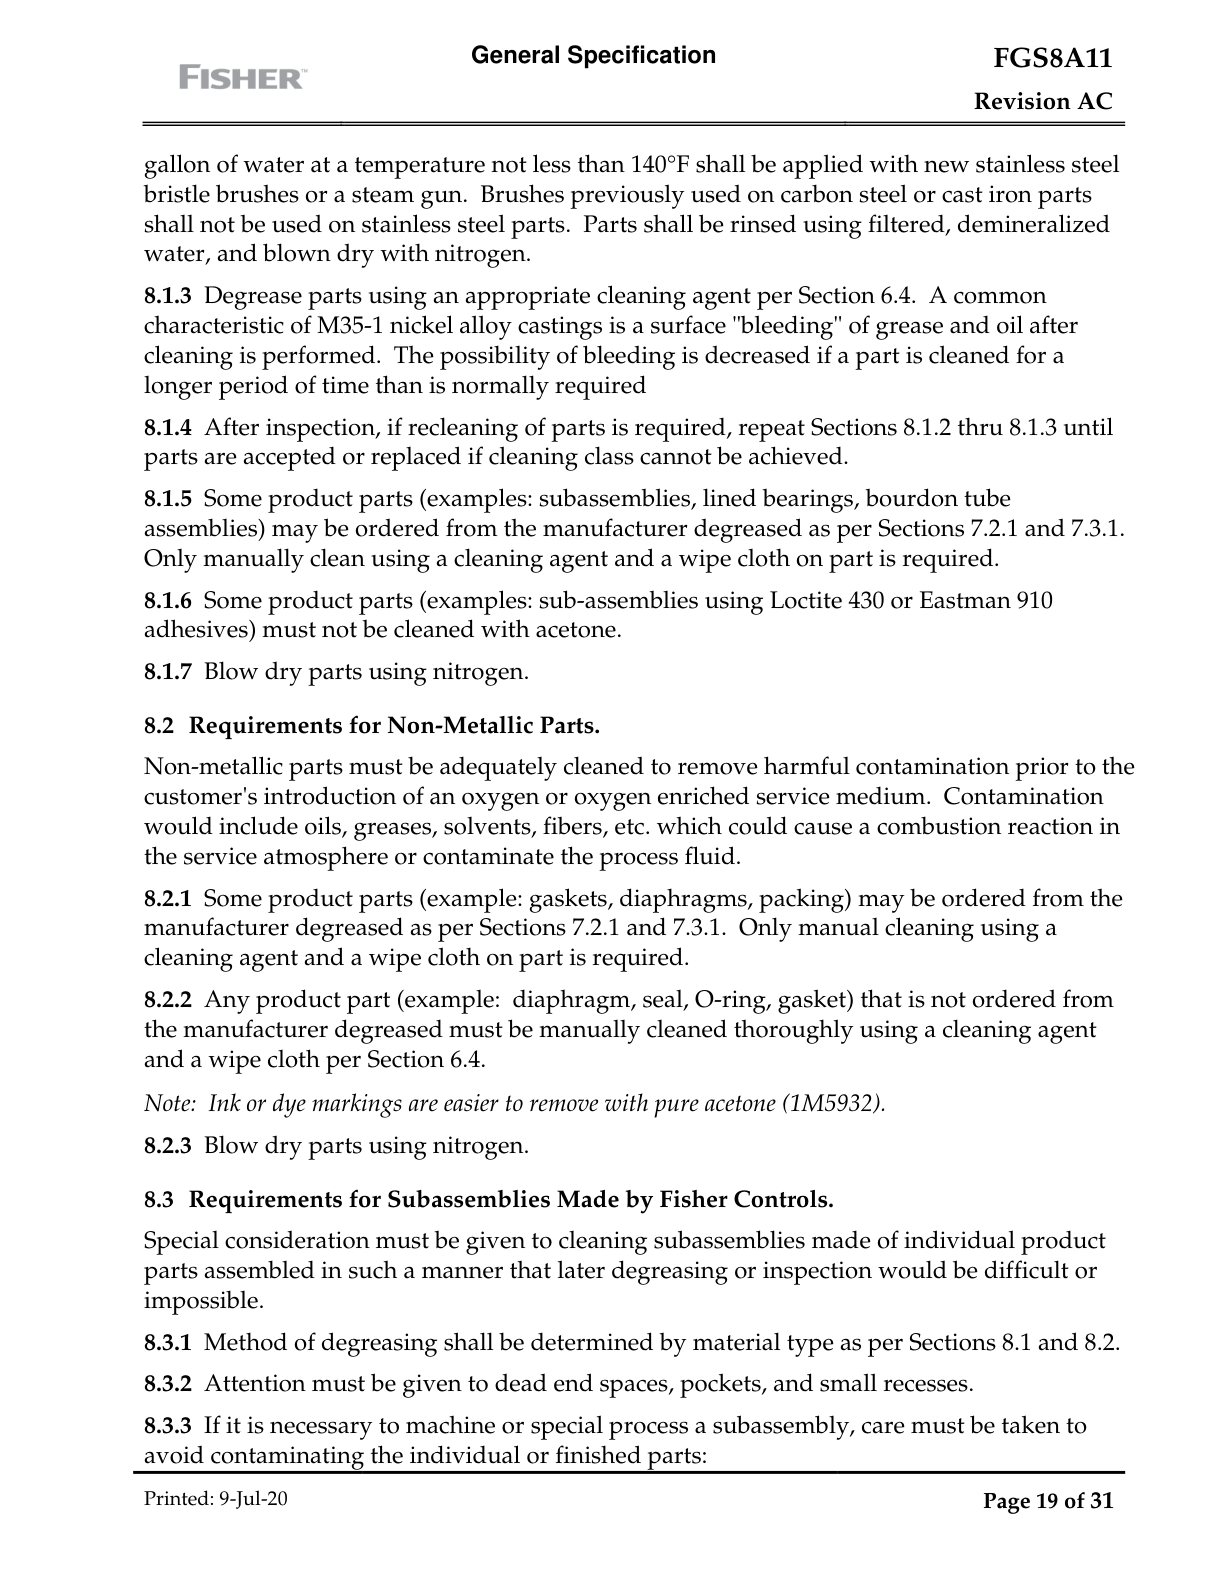 FISHER™
General Specification
FGS8A11
Revision AC
gallon of water at a temperature not less than 140°F shall be applied with new stainless steel
bristle brushes or a steam gun.  Brushes previously used on carbon steel or cast iron parts
shall not be used on stainless steel parts.  Parts shall be rinsed using filtered, demineralized
water, and blown dry with nitrogen.
8.1.3  Degrease parts using an appropriate cleaning agent per Section 6.4.  A common
characteristic of M35-1 nickel alloy castings is a surface "bleeding" of grease and oil after
cleaning is performed.  The possibility of bleeding is decreased if a part is cleaned for a
longer period of time than is normally required
8.1.4  After inspection, if recleaning of parts is required, repeat Sections 8.1.2 thru 8.1.3 until
parts are accepted or replaced if cleaning class cannot be achieved.
8.1.5  Some product parts (examples: subassemblies, lined bearings, bourdon tube
assemblies) may be ordered from the manufacturer degreased as per Sections 7.2.1 and 7.3.1.
Only manually clean using a cleaning agent and a wipe cloth on part is required.
8.1.6  Some product parts (examples: sub-assemblies using Loctite 430 or Eastman 910
adhesives) must not be cleaned with acetone.
8.1.7  Blow dry parts using nitrogen.
8.2  Requirements for Non-Metallic Parts.
Non-metallic parts must be adequately cleaned to remove harmful contamination prior to the
customer's introduction of an oxygen or oxygen enriched service medium.  Contamination
would include oils, greases, solvents, fibers, etc. which could cause a combustion reaction in
the service atmosphere or contaminate the process fluid.
8.2.1  Some product parts (example: gaskets, diaphragms, packing) may be ordered from the
manufacturer degreased as per Sections 7.2.1 and 7.3.1.  Only manual cleaning using a
cleaning agent and a wipe cloth on part is required.
8.2.2  Any product part (example:  diaphragm, seal, O-ring, gasket) that is not ordered from
the manufacturer degreased must be manually cleaned thoroughly using a cleaning agent
and a wipe cloth per Section 6.4.
Note:  Ink or dye markings are easier to remove with pure acetone (1M5932).
8.2.3  Blow dry parts using nitrogen.
8.3  Requirements for Subassemblies Made by Fisher Controls.
Special consideration must be given to cleaning subassemblies made of individual product
parts assembled in such a manner that later degreasing or inspection would be difficult or
impossible.
8.3.1  Method of degreasing shall be determined by material type as per Sections 8.1 and 8.2.
8.3.2  Attention must be given to dead end spaces, pockets, and small recesses.
8.3.3  If it is necessary to machine or special process a subassembly, care must be taken to
avoid contaminating the individual or finished parts:
Printed: 9-Jul-20
Page 19 of 31